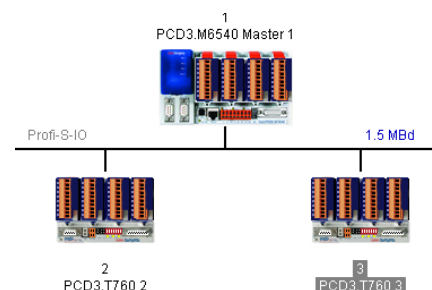 1
PCD3.M6540 Master 1
Profi-S-IO
1.5 MBd
2
3
PCD3.T760 2
PCD3.T760 3